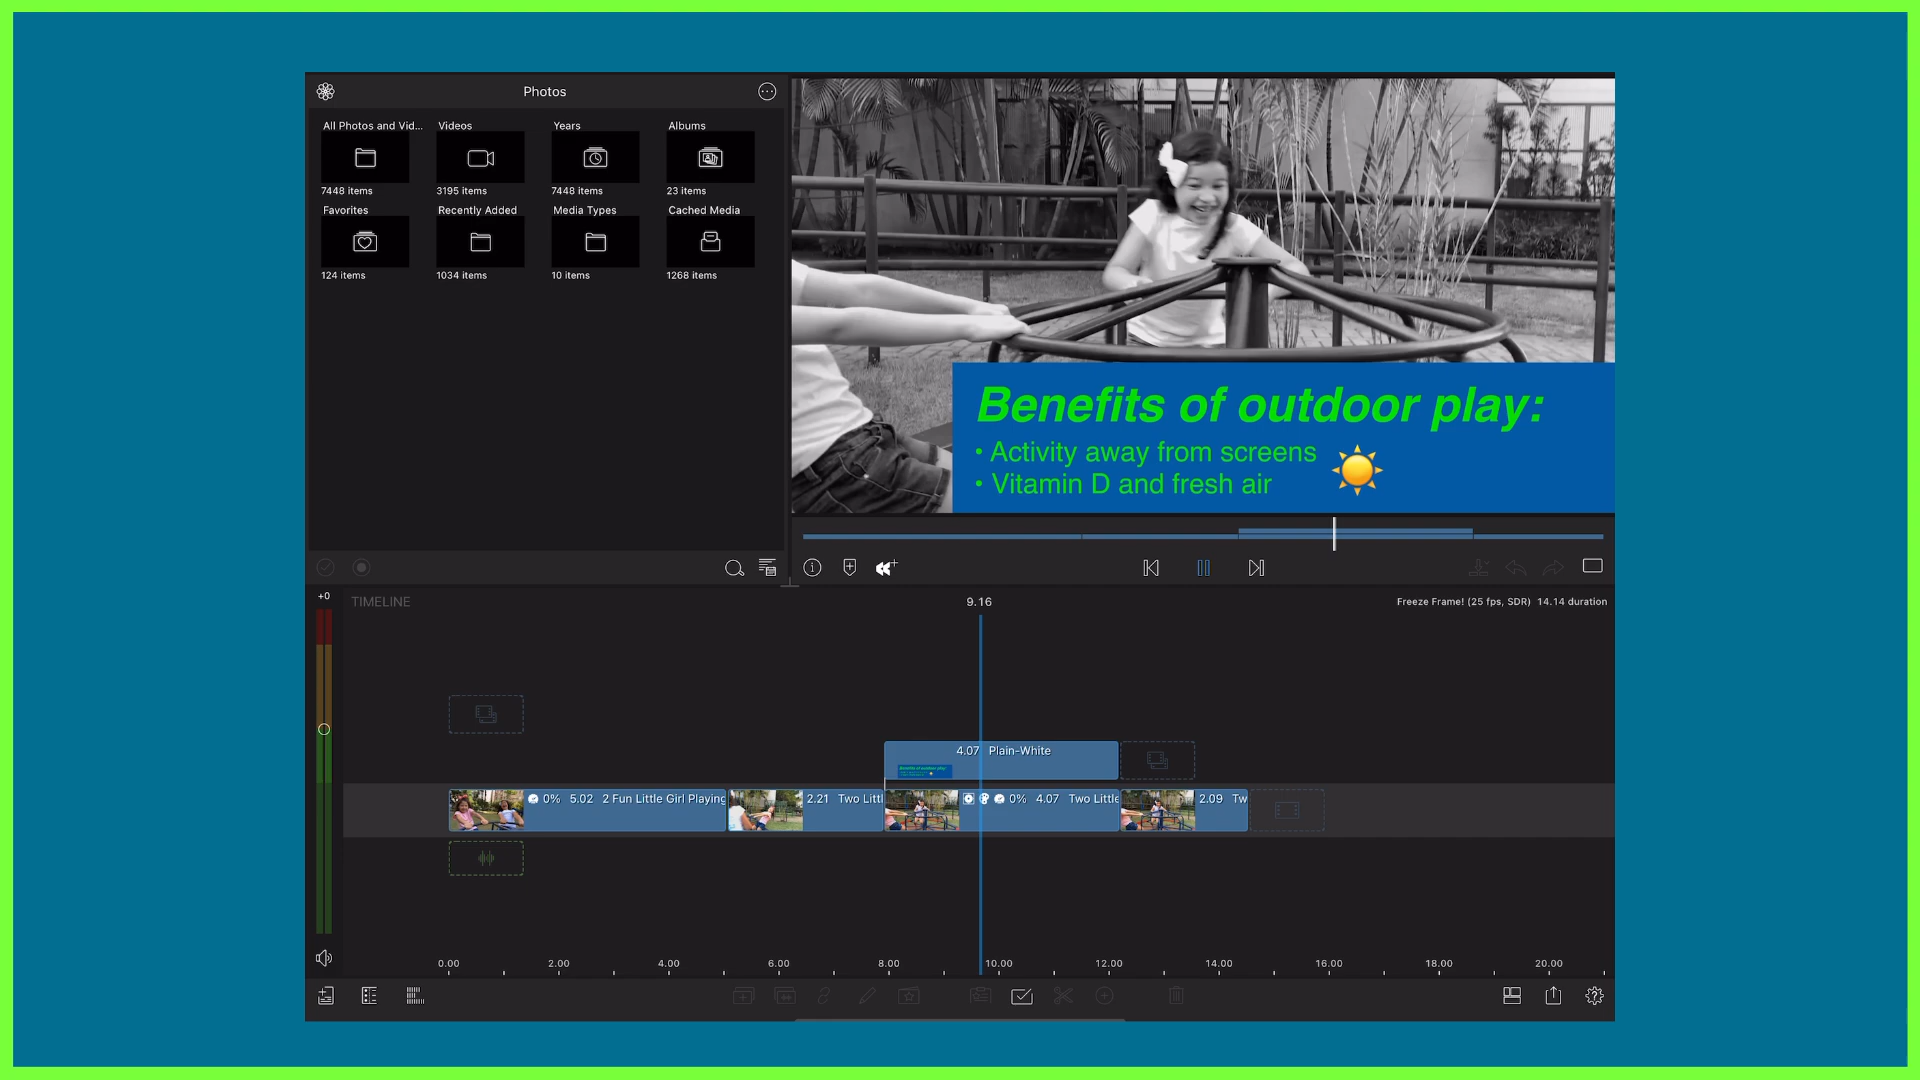 Photos
All Photos and Vid...
Videos
Years
Albums
7448 items
3195 items
7448 items
23 items
Favorites
Recently Added
Media Types
Cached Media
124 items
1034 items
10 items
1268 items
Benefits of outdoor play:
• Activity away from screens
• Vitamin D and fresh air
+0
TIMELINE
9.16
Freeze Frame! (25 fps, SDR) 14.14 duration
4.07 Plain-White
Benefits of outdoor play:
0% 5.02 2 Fun Little Girl Playing
2.21 Two Littl
0% 4.07 Two Little
2.09 Tw
0.00
2.00
4.00
6.00
8.00
10.00
12.00
14.00
16.00
18.00
20.00